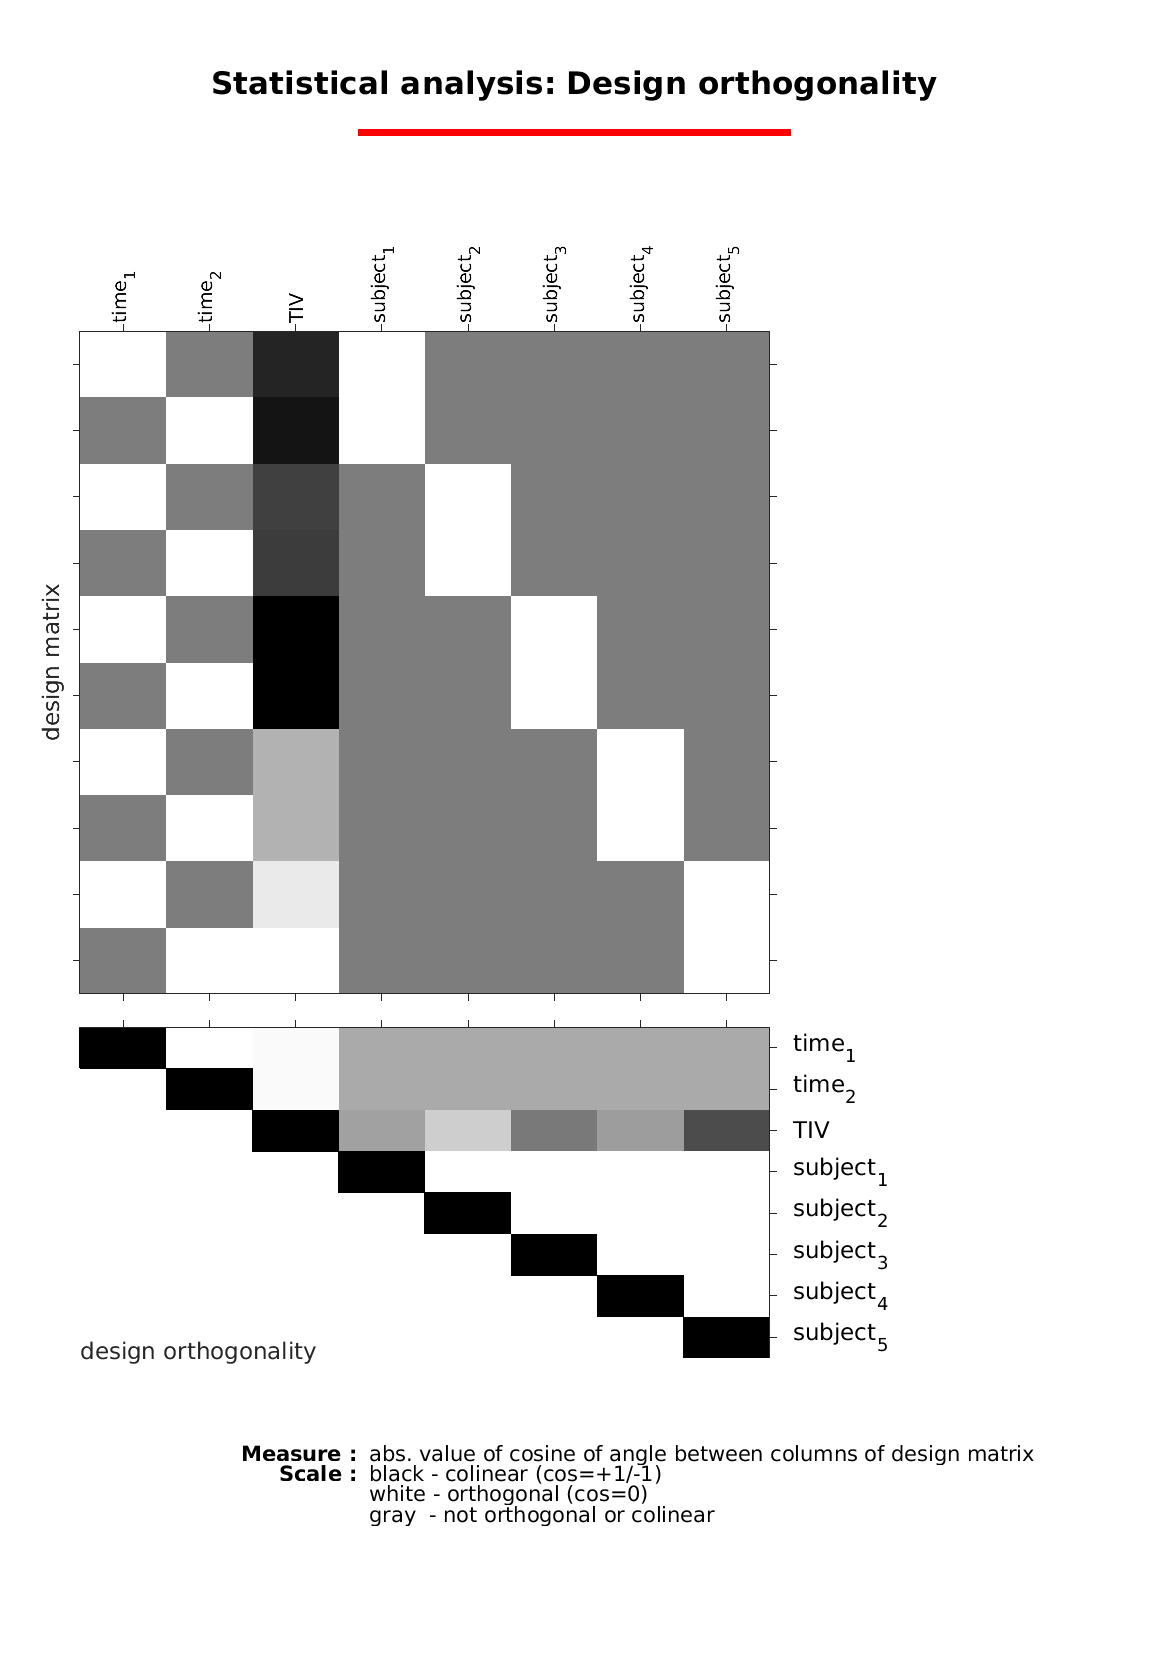 Statistical analysis: Design orthogonality
time₁
time₂
TIV
subject₁
subject₂
subject₃
subject₄
subject₅
design matrix
time₁
time₂
TIV
subject₁
subject₂
subject₃
subject₄
subject₅
design orthogonality
Measure : abs. value of cosine of angle between columns of design matrix
Scale : black - colinear (cos=+1/-1)
white - orthogonal (cos=0)
gray - not orthogonal or colinear